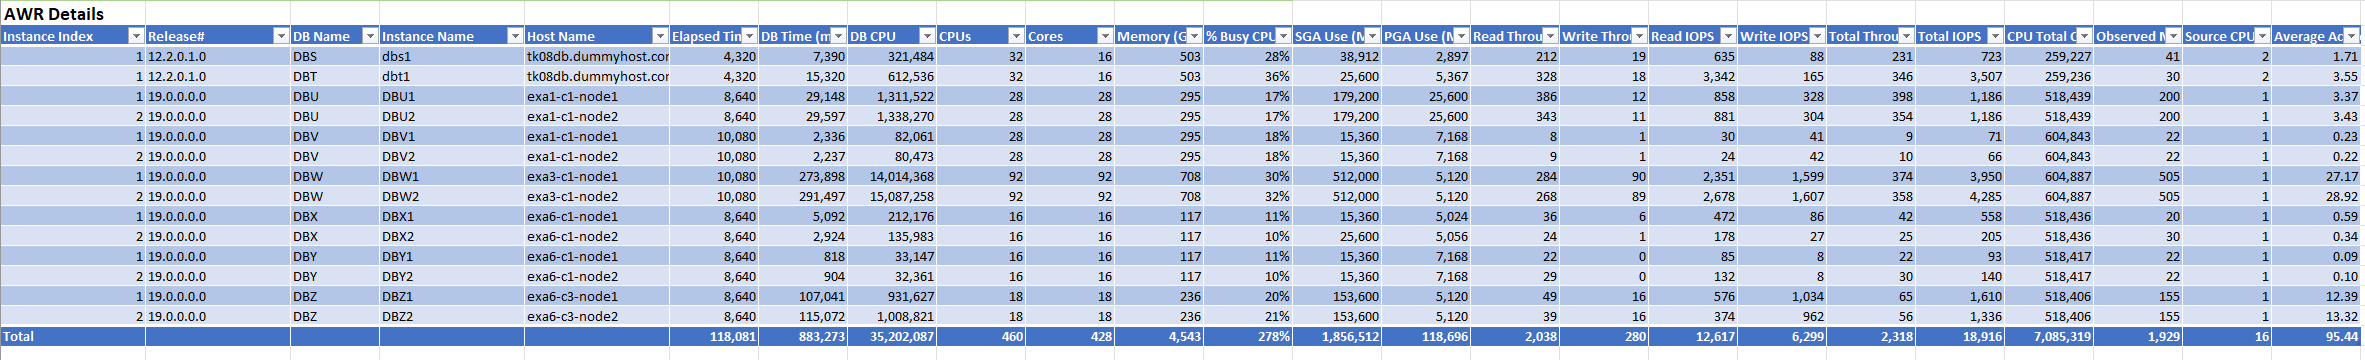 AWR Details
Instance Index Release# DB Name Instance Name Host Name Elapsed Tin DB Time (m DB CPU CPUs Cores Memory (G % Busy CPU SGA Use (M PGA Use (M Read Throu Write Throu Read IOPS Write IOPS Total Throu Total IOPS CPU Total C Observed M Source CPU Average Ac
1 12.2.0.1.0 DBS dbs1 tk08db.dummyhost.cor 4,320 7,390 321,484 32 16 503 28% 38,912 2,897 212 19 635 88 231 723 259,227 41 2 1.71
1 12.2.0.1.0 DBT dbt1 tk08db.dummyhost.cor 4,320 15,320 612,536 32 16 503 36% 25,600 5,367 328 18 3,342 165 346 3,507 259,236 30 2 3.55
1 19.0.0.0.0 DBU DBU1 exa1-c1-node1 8,640 29,148 1,311,522 28 28 295 17% 179,200 25,600 386 12 858 328 398 1,186 518,439 200 1 3.37
2 19.0.0.0.0 DBU DBU2 exa1-c1-node2 8,640 29,597 1,338,270 28 28 295 17% 179,200 25,600 343 11 881 304 354 1,186 518,439 200 1 3.43
1 19.0.0.0.0 DBV DBV1 exa1-c1-node1 10,080 2,336 82,061 28 28 295 18% 15,360 7,168 8 1 30 41 9 71 604,843 22 1 0.23
2 19.0.0.0.0 DBV DBV2 exa1-c1-node2 10,080 2,237 80,473 28 28 295 18% 15,360 7,168 9 1 24 42 10 66 604,843 22 1 0.22
1 19.0.0.0.0 DBW DBW1 exa3-c1-node1 10,080 273,898 14,014,368 92 92 708 30% 512,000 5,120 284 90 2,351 1,599 374 3,950 604,887 505 1 27.17
2 19.0.0.0.0 DBW DBW2 exa3-c1-node2 10,080 291,497 15,087,258 92 92 708 32% 512,000 5,120 268 89 2,678 1,607 358 4,285 604,887 505 1 28.92
1 19.0.0.0.0 DBX DBX1 exa6-c1-node1 8,640 5,092 212,176 16 16 117 11% 15,360 5,024 36 6 472 86 42 558 518,436 20 1 0.59
2 19.0.0.0.0 DBX DBX2 exa6-c1-node2 8,640 2,924 135,983 16 16 117 10% 25,600 5,056 24 1 178 27 25 205 518,436 30 1 0.34
1 19.0.0.0.0 DBY DBY1 exa6-c1-node1 8,640 818 33,147 16 16 117 11% 15,360 7,168 22 0 85 8 22 93 518,417 22 1 0.09
2 19.0.0.0.0 DBY DBY2 exa6-c1-node2 8,640 904 32,361 16 16 117 10% 15,360 7,168 29 0 132 8 30 140 518,417 22 1 0.10
1 19.0.0.0.0 DBZ DBZ1 exa6-c3-node1 8,640 107,041 931,627 18 18 236 20% 153,600 5,120 49 16 576 1,034 65 1,610 518,406 155 1 12.39
2 19.0.0.0.0 DBZ DBZ2 exa6-c3-node2 8,640 115,072 1,008,821 18 18 236 21% 153,600 5,120 39 16 374 962 56 1,336 518,406 155 1 13.32
Total 118,081 883,273 35,202,087 460 428 4,543 278% 1,856,512 118,696 2,038 280 12,617 6,299 2,318 18,916 7,085,319 1,929 16 95.44